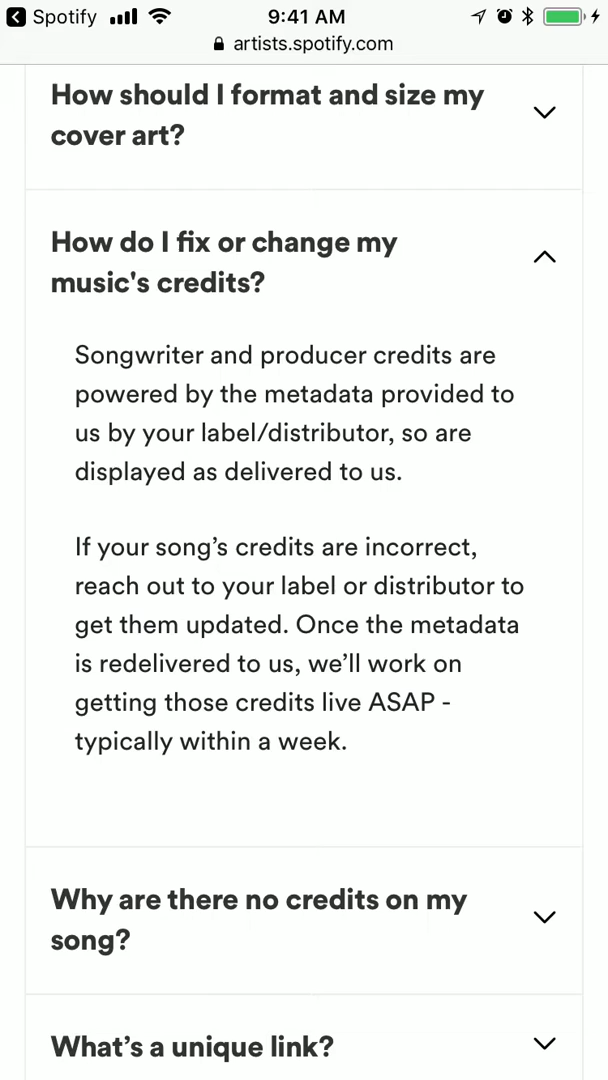 Spotify
9:41 AM
artists.spotify.com
How should I format and size my
cover art?
How do I fix or change my
music's credits?
Songwriter and producer credits are
powered by the metadata provided to
us by your label/distributor, so are
displayed as delivered to us.
If your song’s credits are incorrect,
reach out to your label or distributor to
get them updated. Once the metadata
is redelivered to us, we’ll work on
getting those credits live ASAP -
typically within a week.
Why are there no credits on my
song?
What’s a unique link?